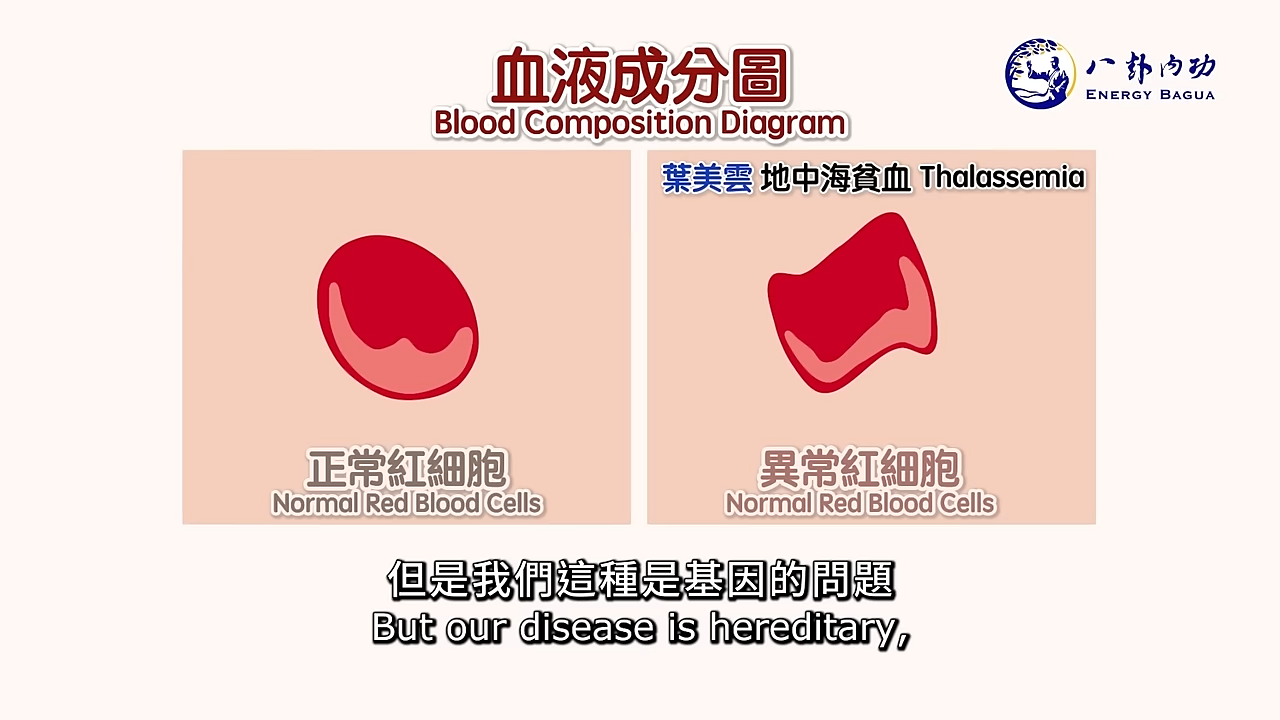 血液成分圖
Blood Composition Diagram
八卦內功
ENERGY BAGUA
葉美雲 地中海貧血 Thalassemia
正常紅細胞
Normal Red Blood Cells
異常紅細胞
Normal Red Blood Cells
但是我們這種是基因的問題
But our disease is hereditary,